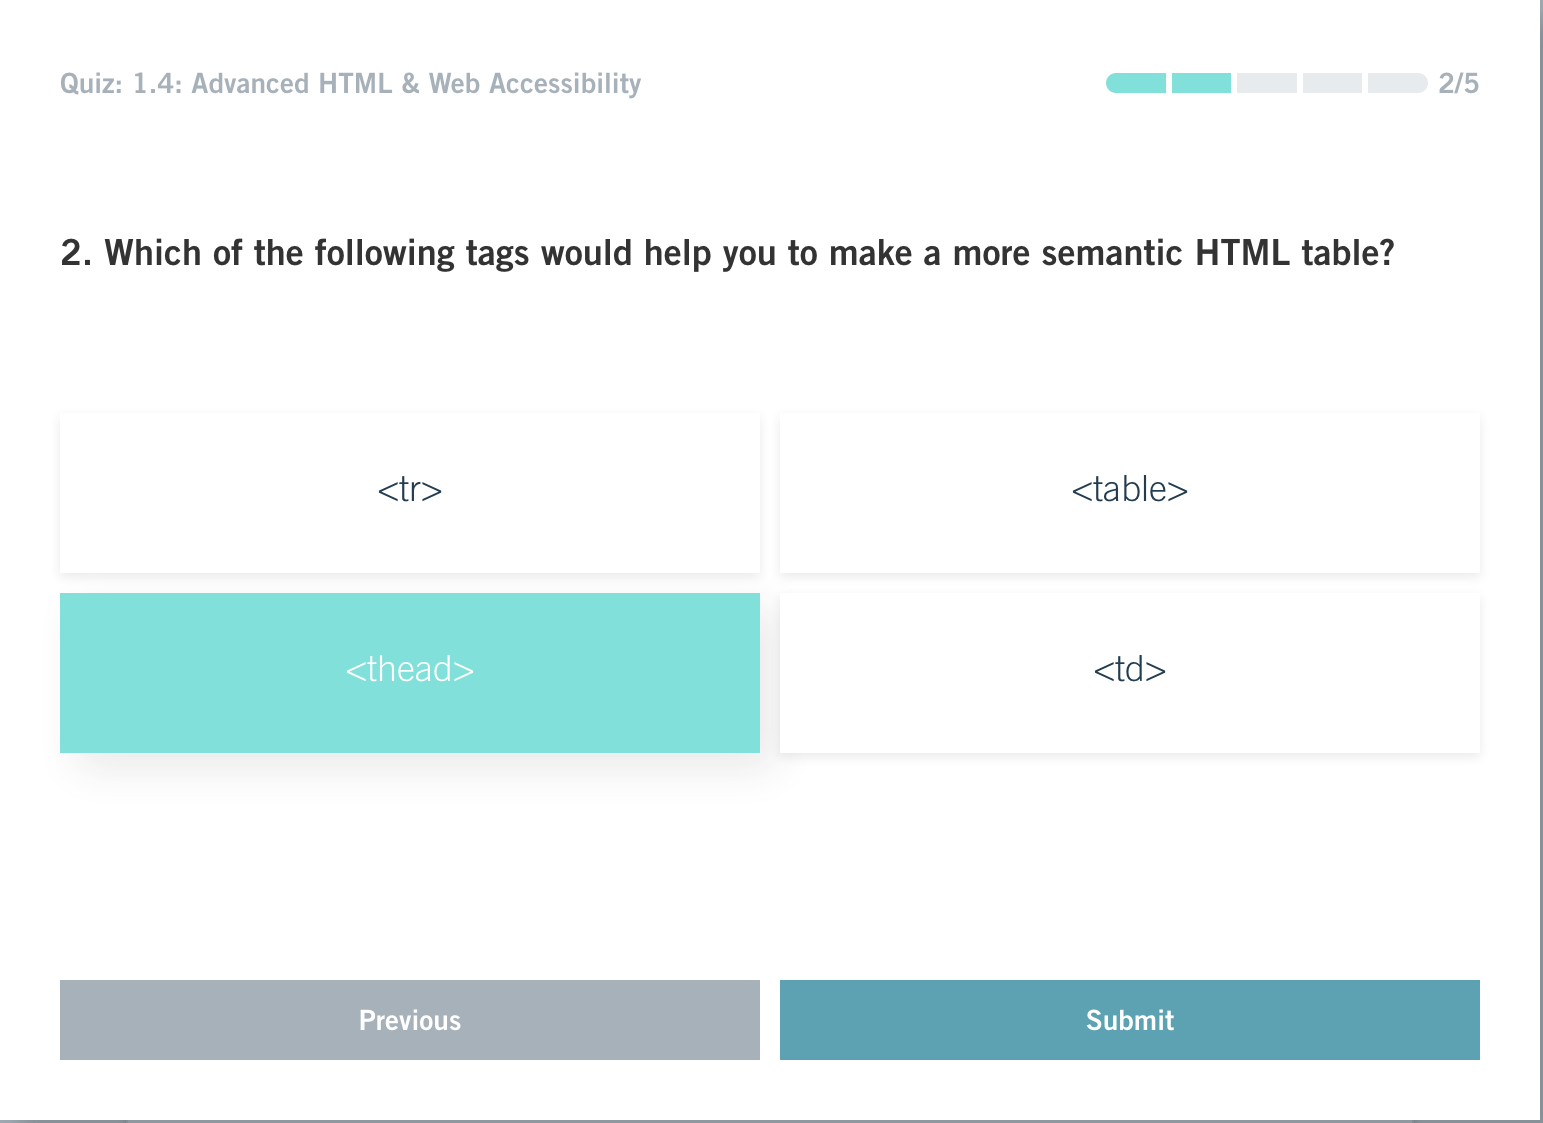 Quiz: 1.4: Advanced HTML & Web Accessibility
2/5
2. Which of the following tags would help you to make a more semantic HTML table?
<tr>
<table>
<thead>
<td>
Previous
Submit